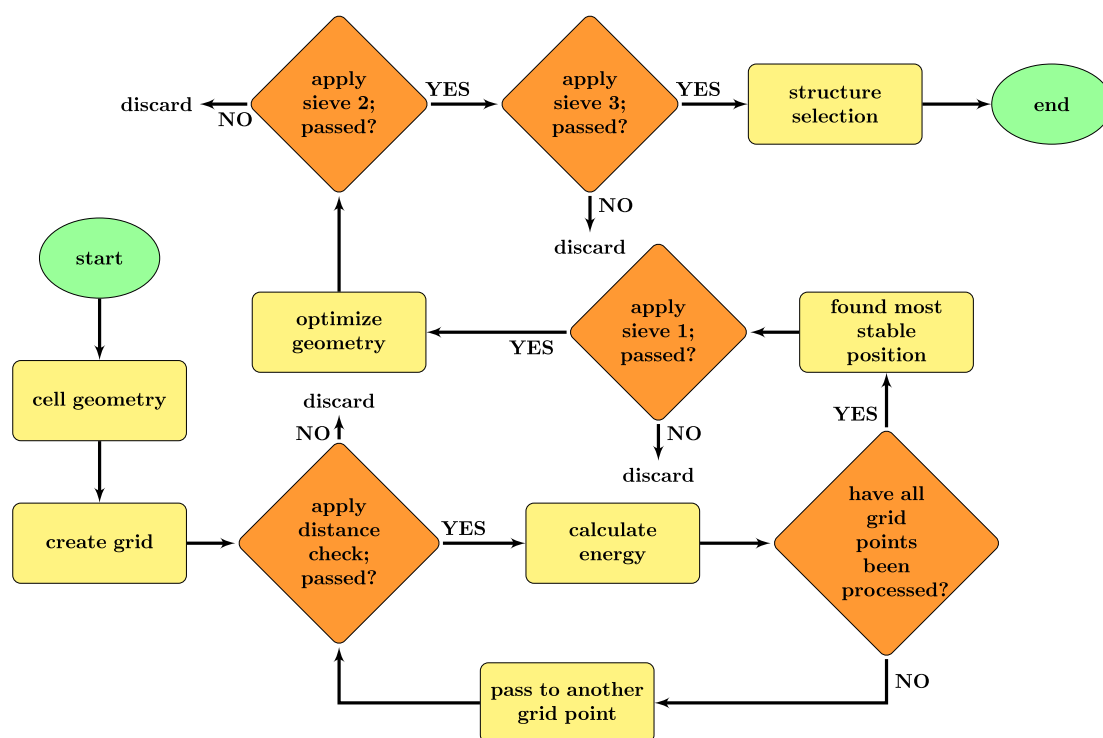 apply
sieve 2;
passed?
YES
apply
sieve 3;
passed?
YES
structure
selection
end
discard
NO
NO
discard
start
optimize
geometry
YES
apply
sieve 1;
passed?
found most
stable
position
cell geometry
discard
NO
NO
discard
YES
create grid
apply
distance
check;
passed?
YES
calculate
energy
have all
grid
points
been
processed?
NO
pass to another
grid point